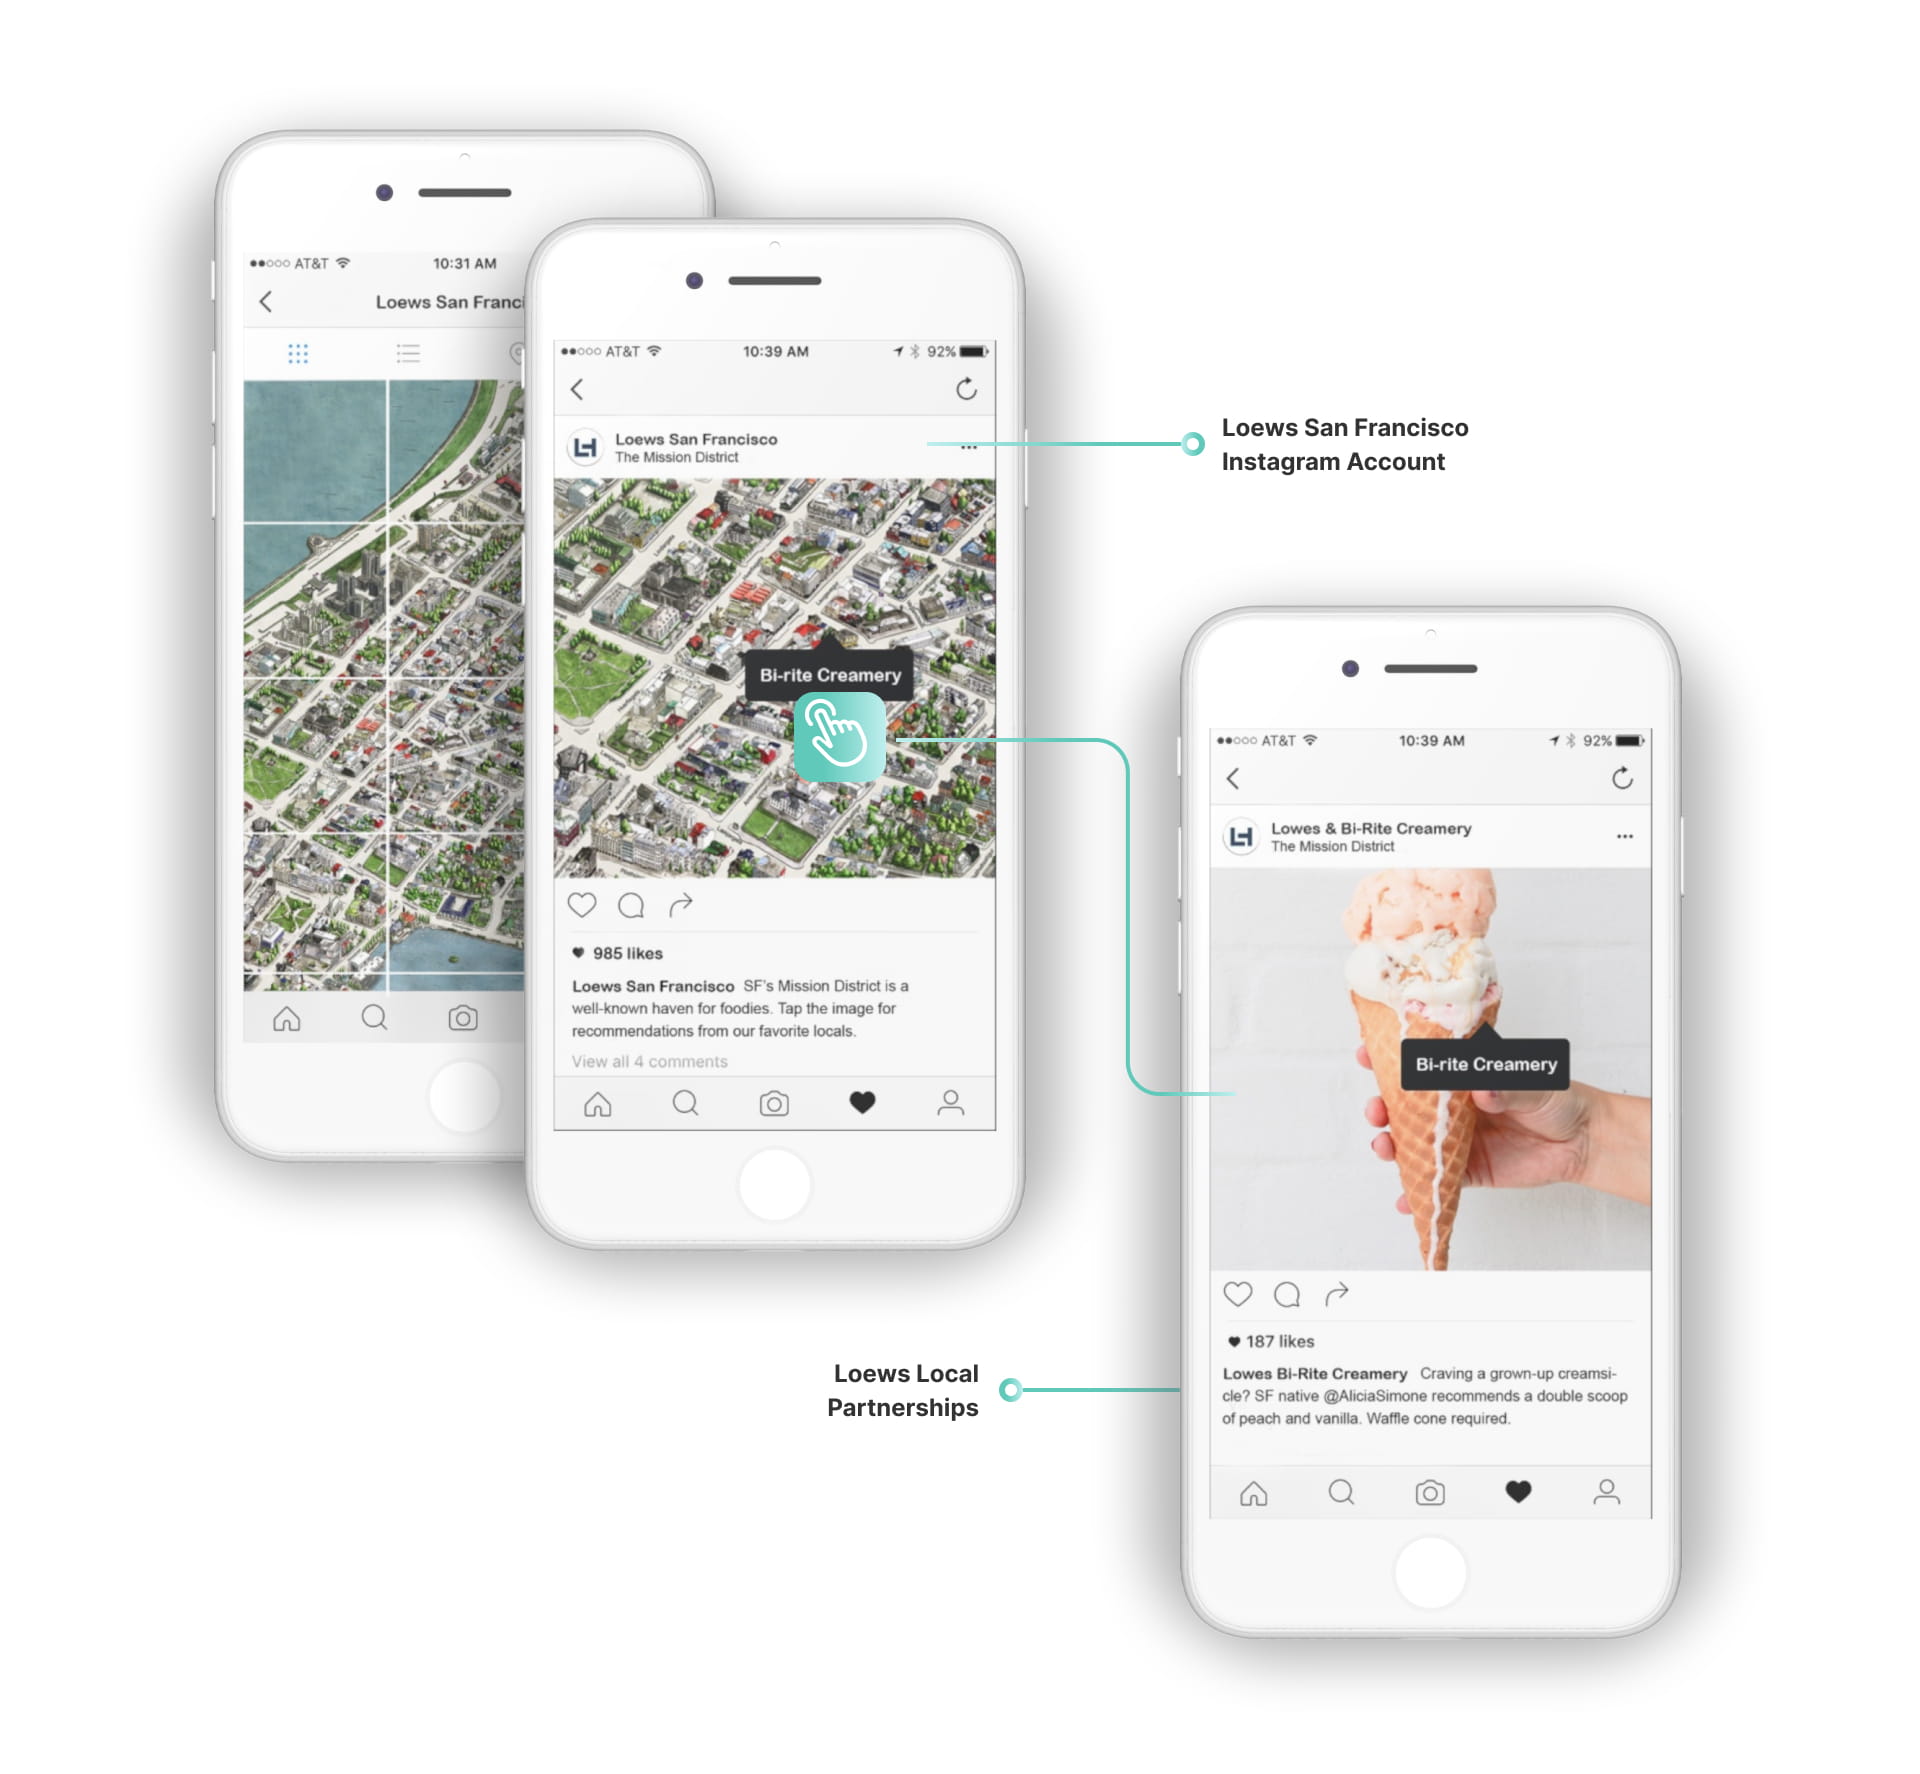 AT&T
10:31 AM
Loews San Franci
AT&T
10:39 AM
92%
Loews San Francisco
The Mission District
Bi-rite Creamery
985 likes
Loews San Francisco SF's Mission District is a
well-known haven for foodies. Tap the image for
recommendations from our favorite locals.
View all 4 comments
Loews San Francisco
Instagram Account
AT&T
10:39 AM
92%
Lowes & Bi-Rite Creamery
The Mission District
Bi-rite Creamery
187 likes
Lowes Bi-Rite Creamery Craving a grown-up creamsi-
cle? SF native @AliciaSimone recommends a double scoop
of peach and vanilla. Waffle cone required.
Loews Local
Partnerships